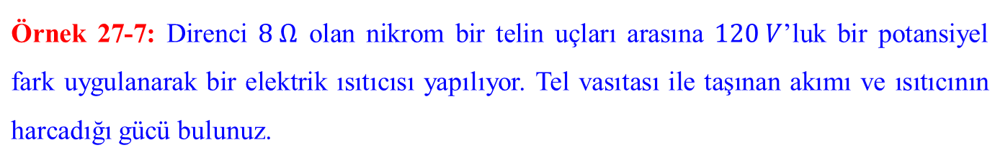 Örnek 27-7: Direnci 8 Ω olan nikrom bir telin uçları arasına 120 V’luk bir potansiyel
fark uygulanarak bir elektrik ısıtıcısı yapılıyor. Tel vasıtası ile taşınan akımı ve ısıtıcının
harcadığı gücü bulunuz.